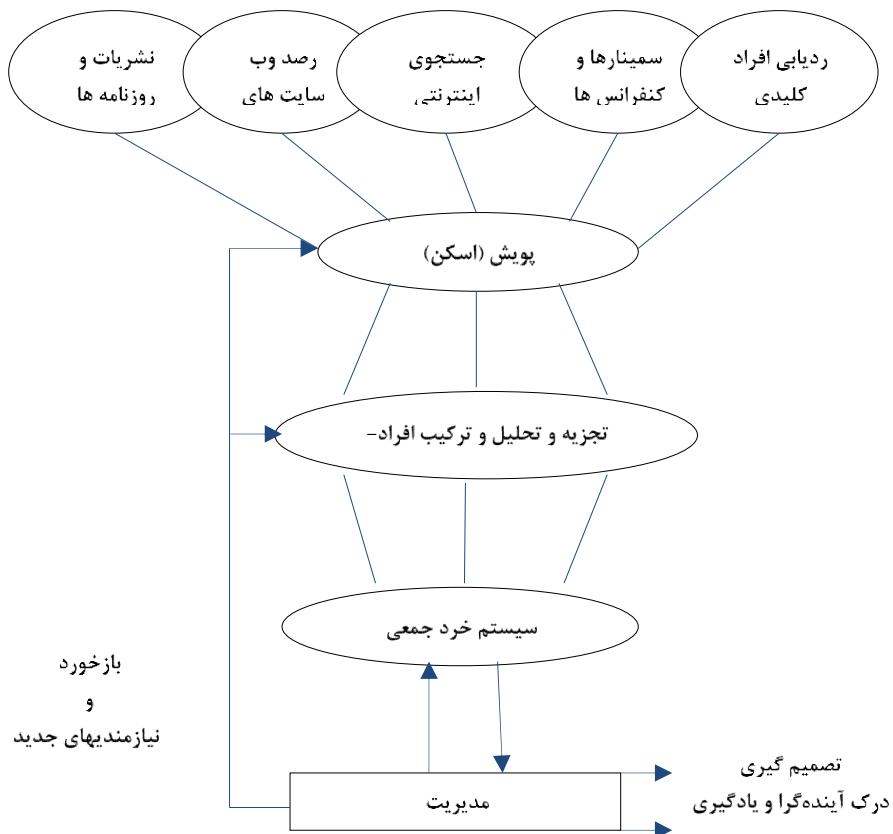 ردیابی افراد
کلیدی
سمینارها و
کنفرانس ها
جستجوی
اینترنتی
رصد وب
سایت های
نشریات و
روزنامه ها
پویش (اسکن)
تجزیه و تحلیل و ترکیب افراد-
سیستم خرد جمعی
بازخورد
و
نیازمندیهای جدید
مدیریت
تصمیم گیری
درک آینده‌گرا و یادگیری